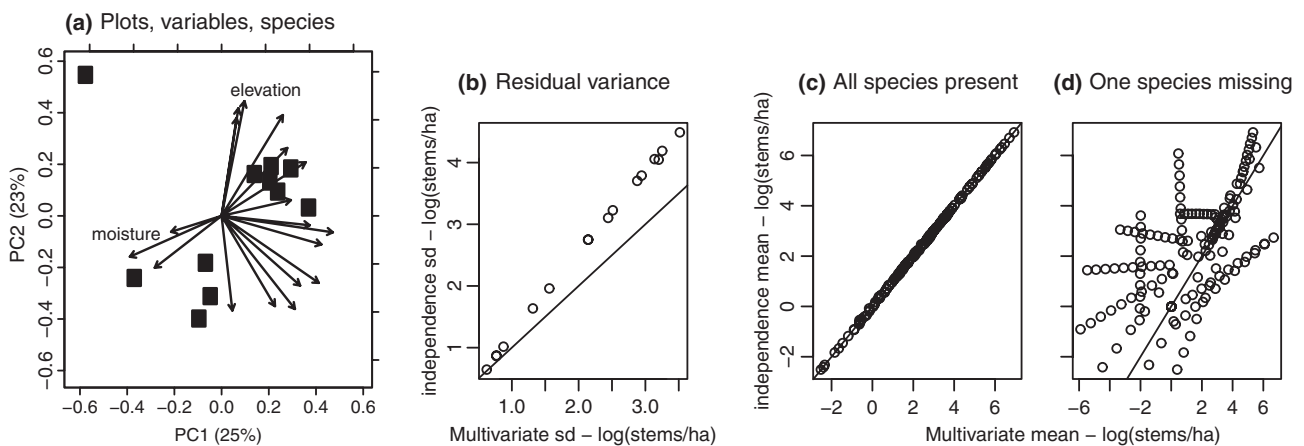 (a) Plots, variables, species
PC2 (23%)
0.6
0.4
0.2
0.0
−0.2
−0.4
−0.6
elevation
moisture
−0.6 −0.4 −0.2 0.0 0.2 0.4 0.6
PC1 (25%)
(b) Residual variance
independence sd − log(stems/ha)
4
3
2
1
1.0 2.0 3.0
Multivariate sd − log(stems/ha)
(c) All species present
independence mean − log(stems/ha)
6
4
2
0
−2
−2 0 2 4 6
(d) One species missing
−6 −2 2 4 6
Multivariate mean − log(stems/ha)